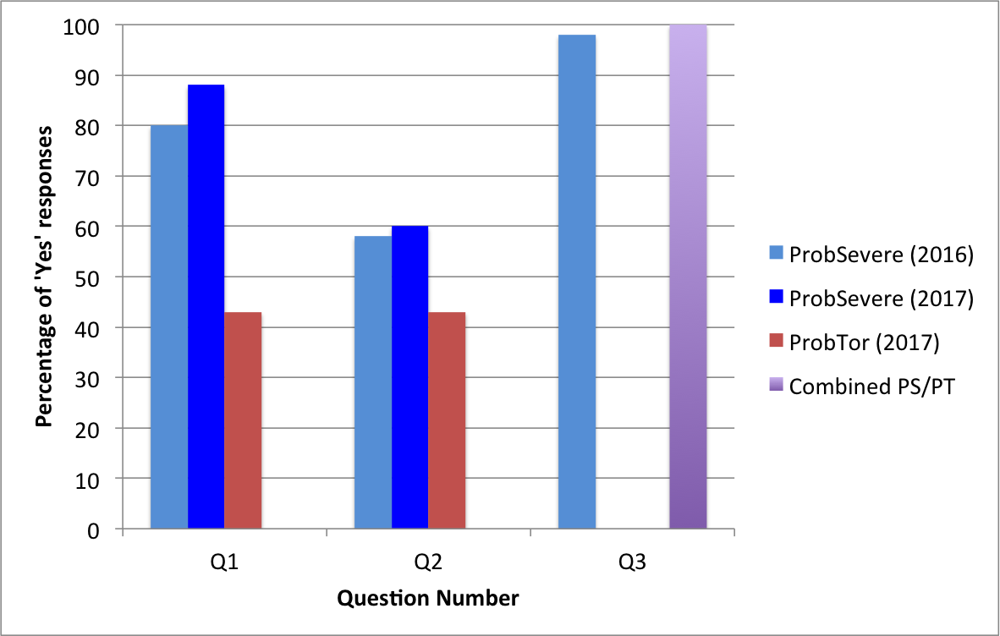 100
90
80
70
60
50
40
30
20
10
0
Percentage of 'Yes' responses
Q1
Q2
Q3
Question Number
ProbSevere (2016)
ProbSevere (2017)
ProbTor (2017)
Combined PS/PT